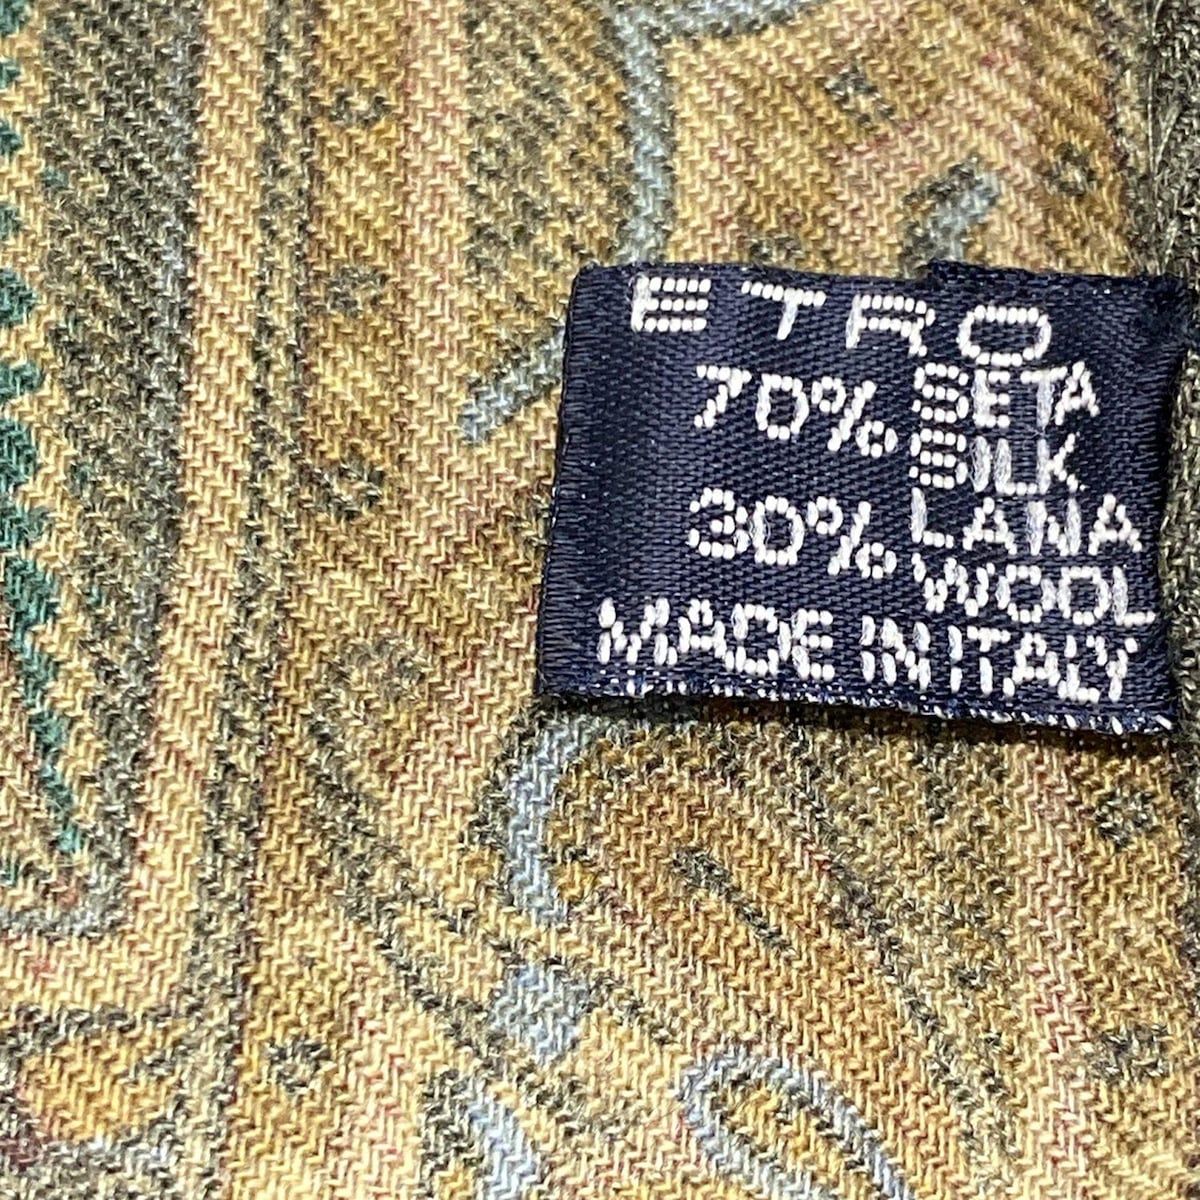 ETRO
70% SETA
SILK
30% LANA
WOOL
MADE IN ITALY